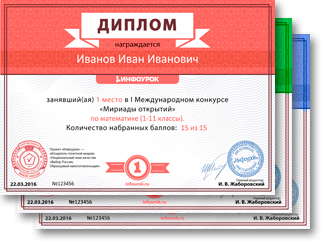 ДИПЛОМ
награждается
Иванов Иван Иванович
ИНФОУРОК
занявший(ая) 1 место в I Международном конкурсе
«Мириады открытий»
по математике (1-11 классы).
Количество набранных баллов: 15 из 15
1
Инфоурок
22.03.2016 №123456 infourok.ru И. В. Жаборовский
22.03.2016 №123456 infourok.ru И. В. Жаборовский
22.03.2016 №123456 infourok.ru И. В. Жаборовский